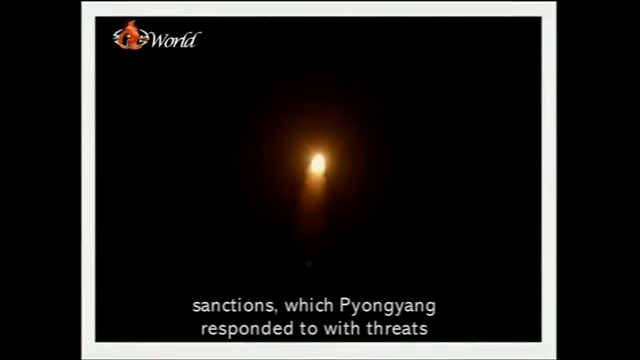 World
sanctions, which Pyongyang
responded to with threats